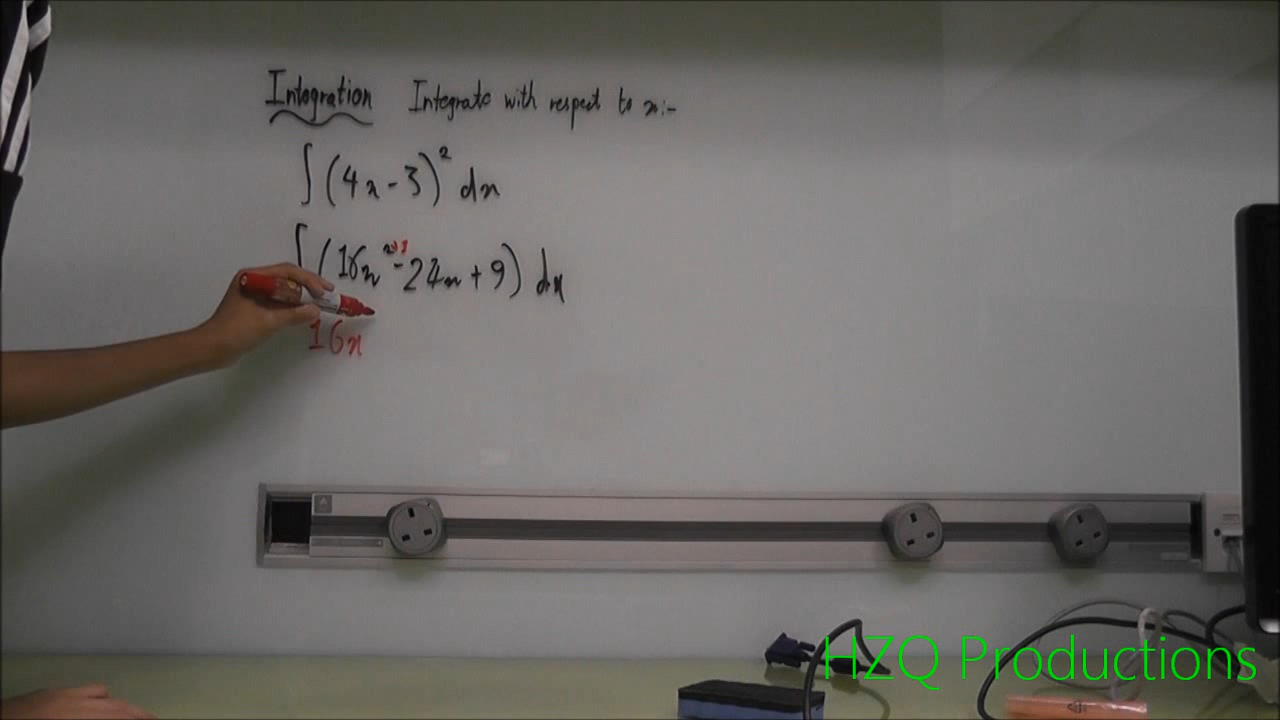 Integration Integrate with respect to x:-
∫(4x-3)² dx
∫(16x²⁺¹-24x+9) dx
16x
HZQ Productions